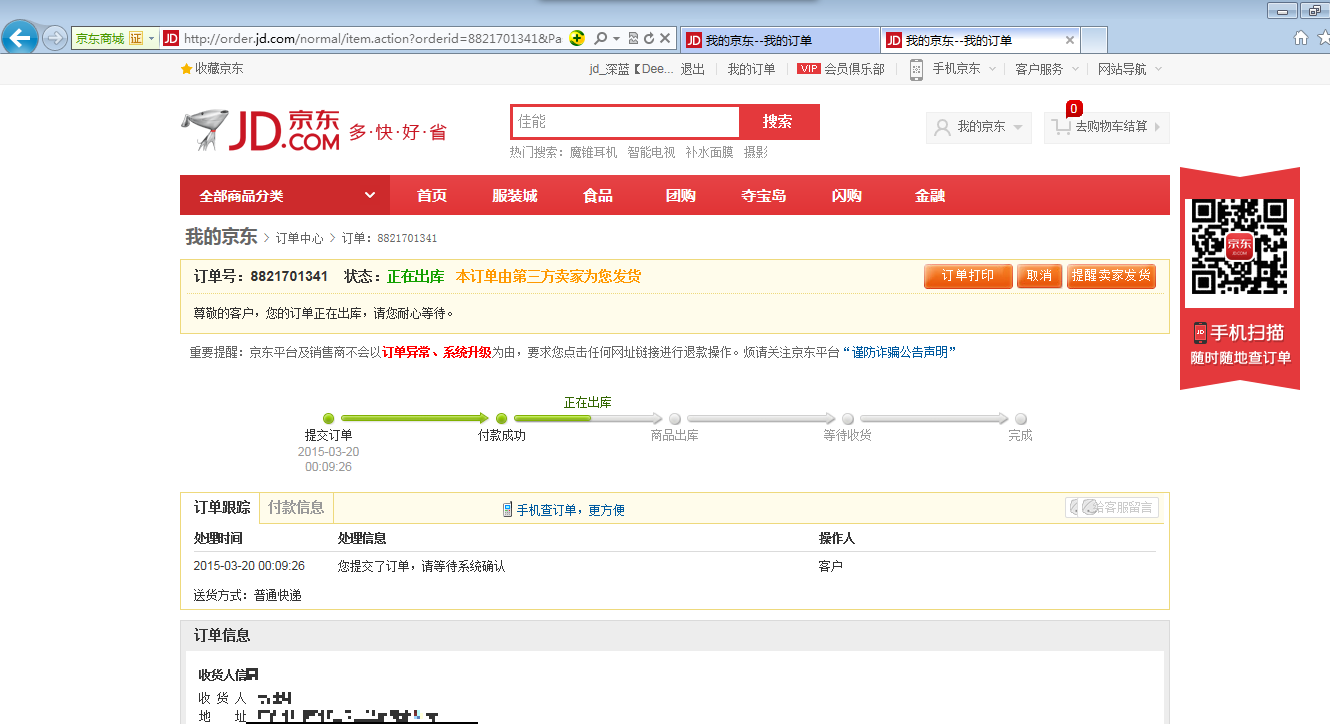 京东商城 证 JD http://order.jd.com/normal/item.action?orderid=8821701341&Pa JD 我的京东--我的订单 JD 我的京东--我的订单
收藏京东 jd_深蓝【Dee... 退出 我的订单 VIP 会员俱乐部 手机京东 客户服务 网站导航
0
JD京东.COM 多·快·好·省 佳能 搜索 我的京东 去购物车结算
热门搜索: 魔锥耳机 智能电视 补水面膜 摄影
全部商品分类 首页 服装城 食品 团购 夺宝岛 闪购 金融
我的京东 > 订单中心 > 订单: 8821701341
京东
JD.COM
订单号: 8821701341 状态: 正在出库 本订单由第三方卖家为您发货 订单打印 取消 提醒卖家发货
尊敬的客户，您的订单正在出库，请您耐心等待。
JD 手机扫描
随时随地查订单
重要提醒: 京东平台及销售商不会以订单异常、系统升级为由，要求您点击任何网址链接进行退款操作。烦请关注京东平台“谨防诈骗公告声明”
正在出库
提交订单 付款成功 商品出库 等待收货 完成
2015-03-20
00:09:26
订单跟踪 付款信息 手机查订单，更方便 给客服留言
处理时间 处理信息 操作人
2015-03-20 00:09:26 您提交了订单，请等待系统确认 客户
送货方式: 普通快递
订单信息
收货人信
收货人
地址